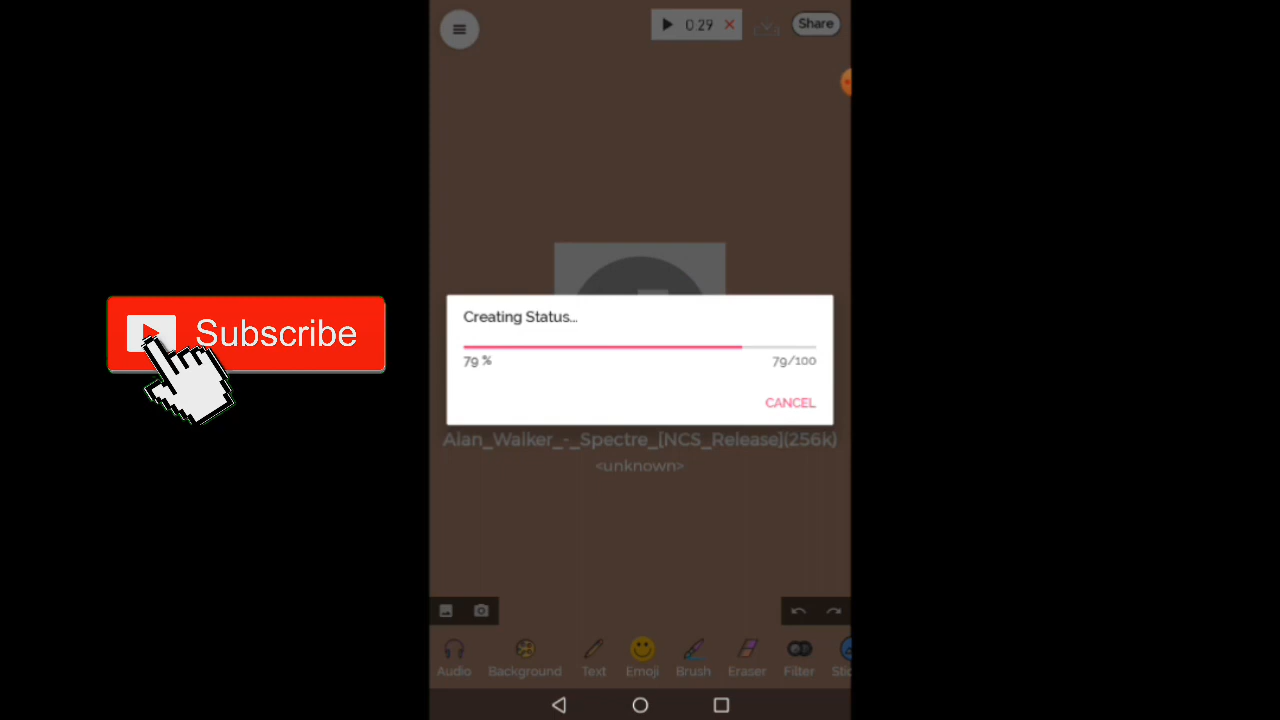 0:29
Share
Subscribe
Creating Status...
79 %
79/100
CANCEL
Alan_Walker_-_Spectre_[NCS_Release](256k)
<unknown>
Audio
Background
Text
Emoji
Brush
Eraser
Filter
Stic